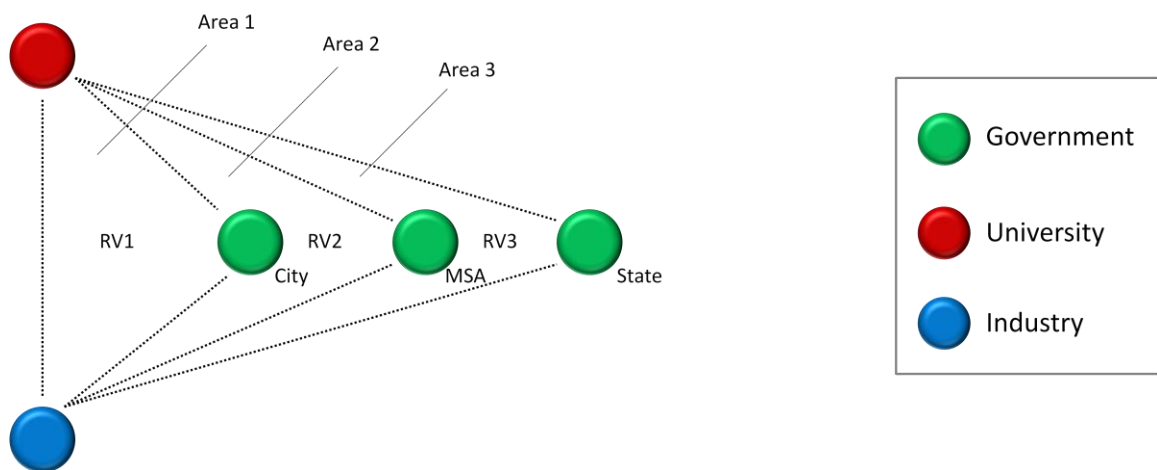 Area 1
Area 2
Area 3
RV1
RV2
RV3
City
MSA
State
Government
University
Industry